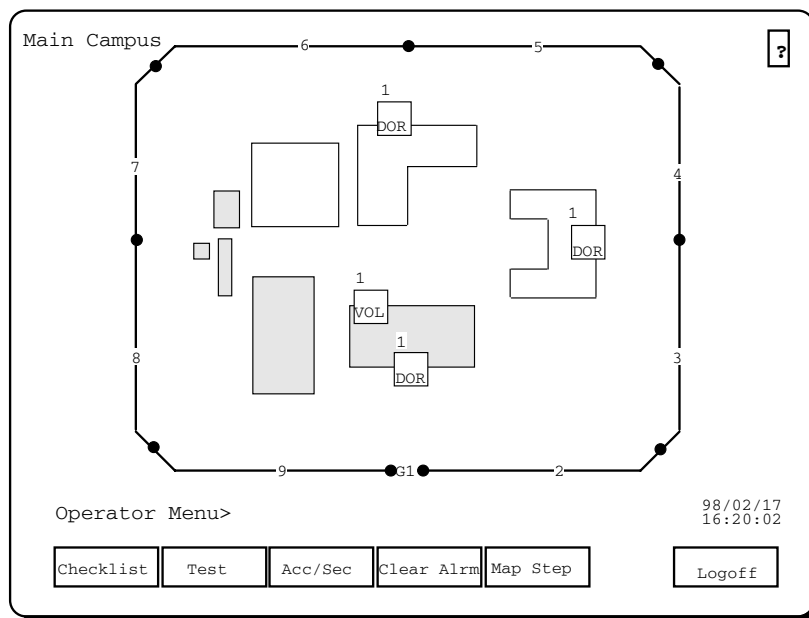 Main Campus
?
6
5
1
DOR
7
4
1
DOR
1
VOL
1
DOR
8
3
9
G1
2
Operator Menu>
98/02/17
16:20:02
Checklist
Test
Acc/Sec
Clear Alrm
Map Step
Logoff